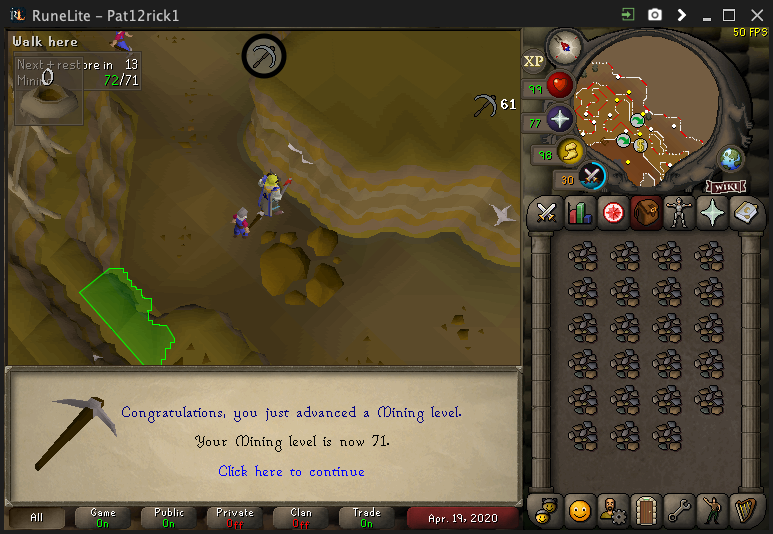 RuneLite - Pat12rick1
50 FPS
Walk here
Next + restore in 13
Mining 72/71
0
61
XP
99
77
98
30
WIKI
Congratulations, you just advanced a Mining level.
Your Mining level is now 71.
Click here to continue
All
Game
On
Public
On
Private
Off
Clan
Off
Trade
On
Apr. 19, 2020